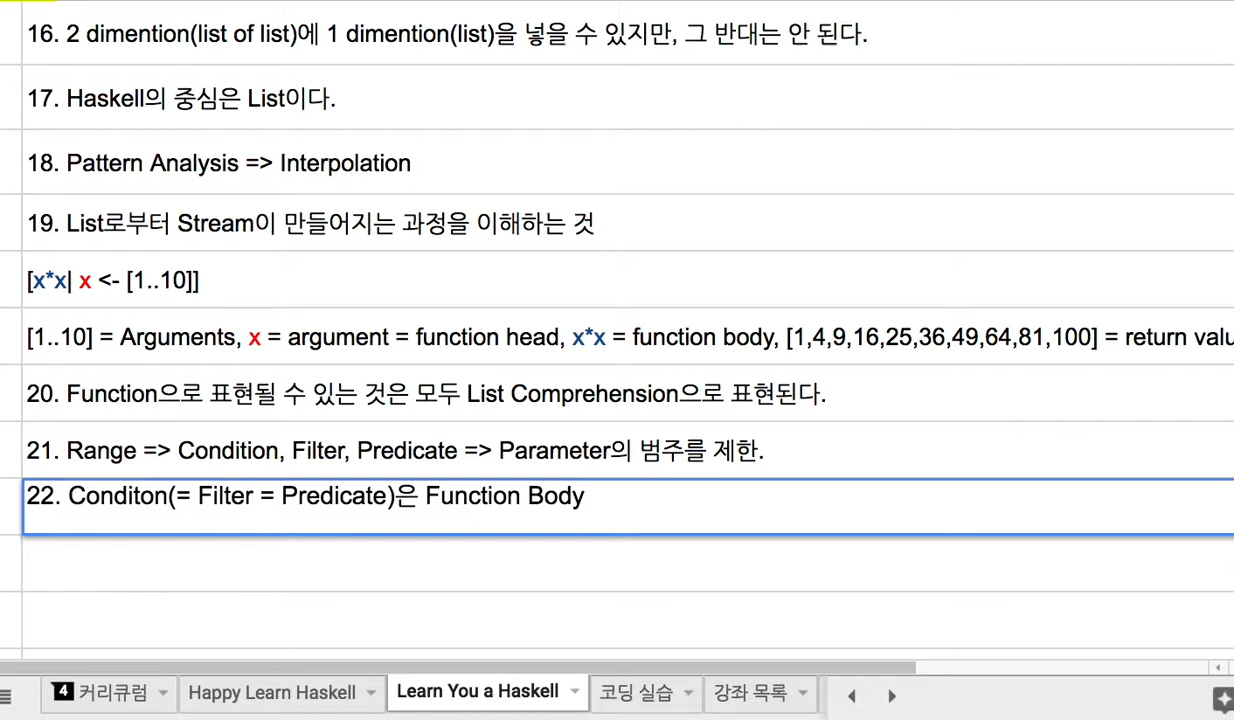 16. 2 dimention(list of list)에 1 dimention(list)을 넣을 수 있지만, 그 반대는 안 된다.
17. Haskell의 중심은 List이다.
18. Pattern Analysis => Interpolation
19. List로부터 Stream이 만들어지는 과정을 이해하는 것
[x*x| x <- [1..10]]
[1..10] = Arguments, x = argument = function head, x*x = function body, [1,4,9,16,25,36,49,64,81,100] = return valu
20. Function으로 표현될 수 있는 것은 모두 List Comprehension으로 표현된다.
21. Range => Condition, Filter, Predicate => Parameter의 범주를 제한.
22. Conditon(= Filter = Predicate)은 Function Body
4 커리큐럼 Happy Learn Haskell Learn You a Haskell 코딩 실습 강좌 목록